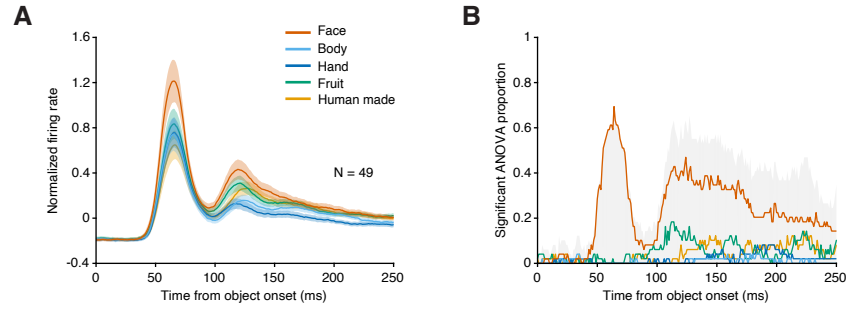 A
1.6
1.2
0.8
0.4
0
-0.4
Normalized firing rate
Face
Body
Hand
Fruit
Human made
N = 49
0
50
100
150
200
250
Time from object onset (ms)
B
1
0.8
0.6
0.4
0.2
0
Significant ANOVA proportion
0
50
100
150
200
250
Time from object onset (ms)